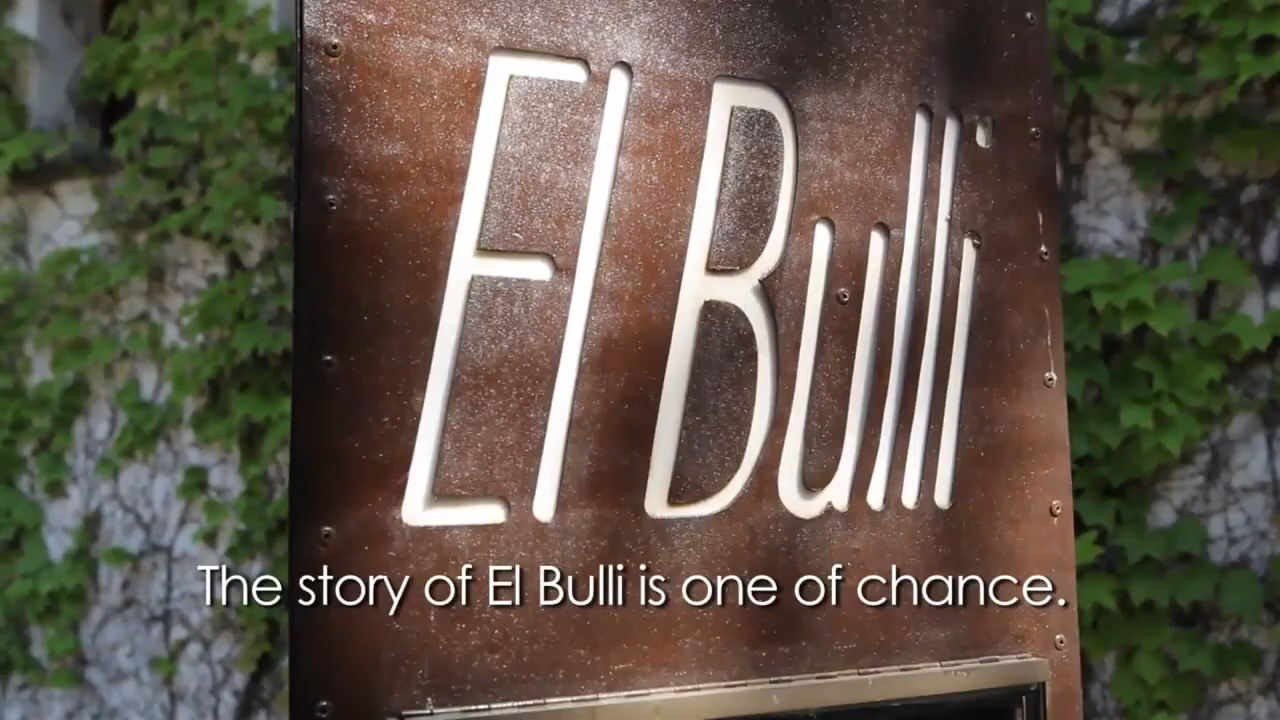 El Bulli
The story of El Bulli is one of chance.